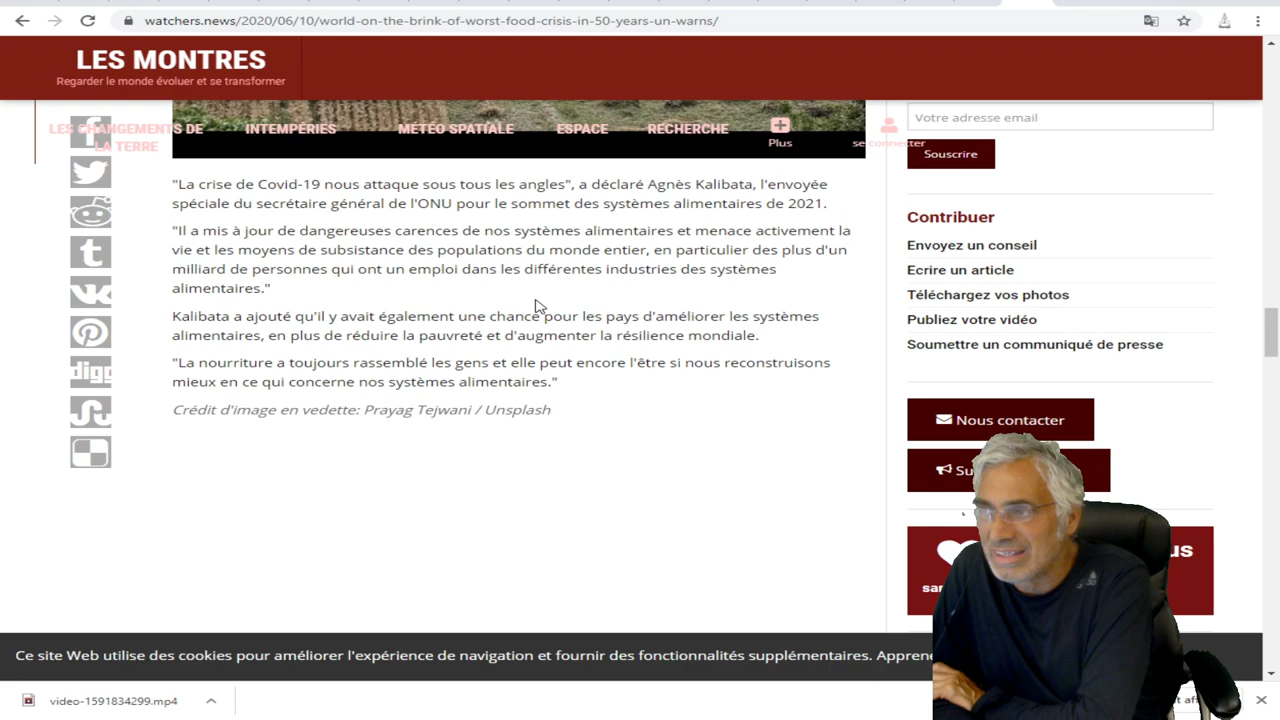 watchers.news/2020/06/10/world-on-the-brink-of-worst-food-crisis-in-50-years-un-warns/
LES MONTRES
Regarder le monde évoluer et se transformer
LES CHANGEMENTS DE LA TERRE
INTEMPÉRIES
MÉTÉO SPATIALE
ESPACE
RECHERCHE
Plus
se connecter
"La crise de Covid-19 nous attaque sous tous les angles", a déclaré Agnès Kalibata, l'envoyée
spéciale du secrétaire général de l'ONU pour le sommet des systèmes alimentaires de 2021.
"Il a mis à jour de dangereuses carences de nos systèmes alimentaires et menace activement la
vie et les moyens de subsistance des populations du monde entier, en particulier des plus d'un
milliard de personnes qui ont un emploi dans les différentes industries des systèmes
alimentaires."
Kalibata a ajouté qu'il y avait également une chance pour les pays d'améliorer les systèmes
alimentaires, en plus de réduire la pauvreté et d'augmenter la résilience mondiale.
"La nourriture a toujours rassemblé les gens et elle peut encore l'être si nous reconstruisons
mieux en ce qui concerne nos systèmes alimentaires."
Crédit d'image en vedette: Prayag Tejwani / Unsplash
digg
Votre adresse email
Souscrire
Contribuer
Envoyez un conseil
Ecrire un article
Téléchargez vos photos
Publiez votre vidéo
Soumettre un communiqué de presse
Nous contacter
Ce site Web utilise des cookies pour améliorer l'expérience de navigation et fournir des fonctionnalités supplémentaires.
video-1591834299.mp4